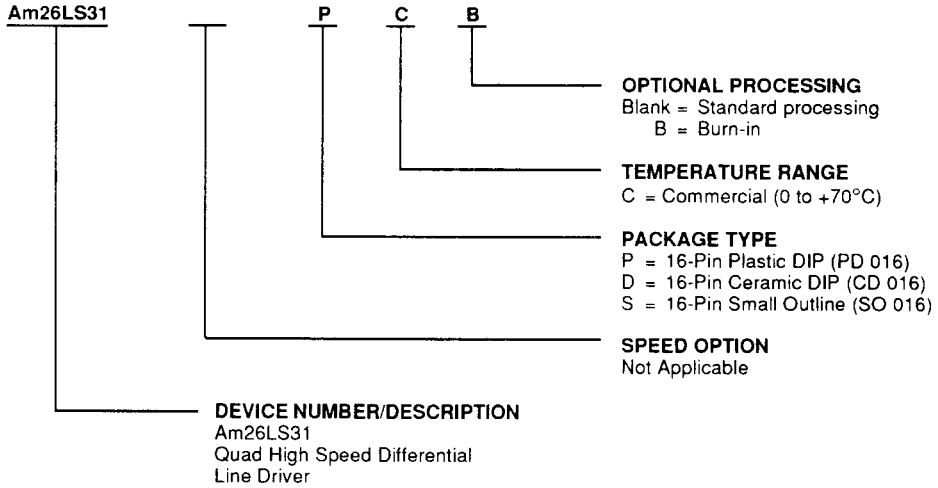 Am26LS31 P C B
OPTIONAL PROCESSING
Blank = Standard processing
B = Burn-in
TEMPERATURE RANGE
C = Commercial (0 to +70°C)
PACKAGE TYPE
P = 16-Pin Plastic DIP (PD 016)
D = 16-Pin Ceramic DIP (CD 016)
S = 16-Pin Small Outline (SO 016)
SPEED OPTION
Not Applicable
DEVICE NUMBER/DESCRIPTION
Am26LS31
Quad High Speed Differential
Line Driver